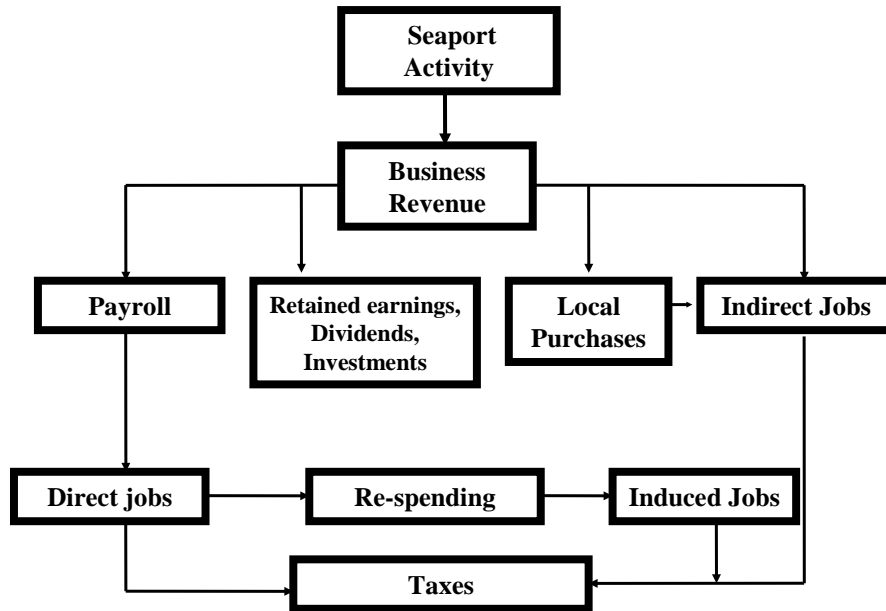 Seaport
Activity
Business
Revenue
Payroll
Retained earnings,
Dividends,
Investments
Local
Purchases
Indirect Jobs
Direct jobs
Re-spending
Induced Jobs
Taxes